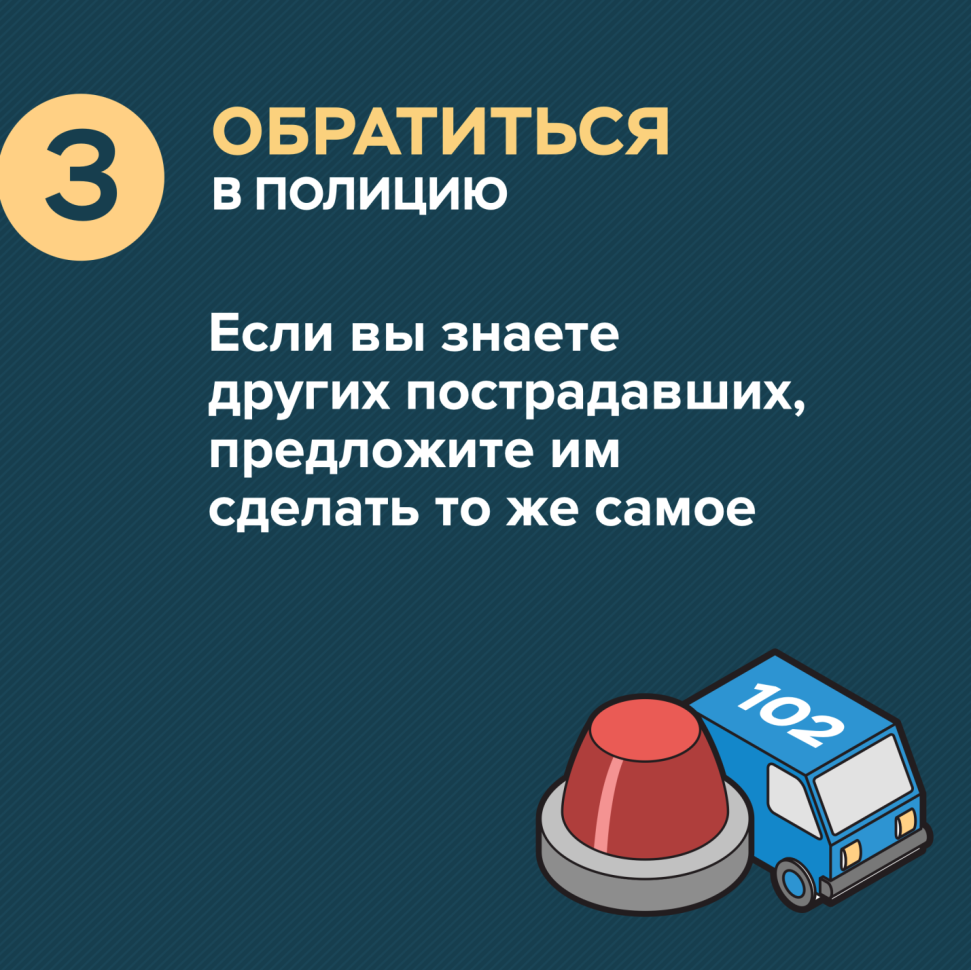 3
ОБРАТИТЬСЯ
В ПОЛИЦИЮ
Если вы знаете
других пострадавших,
предложите им
сделать то же самое
102